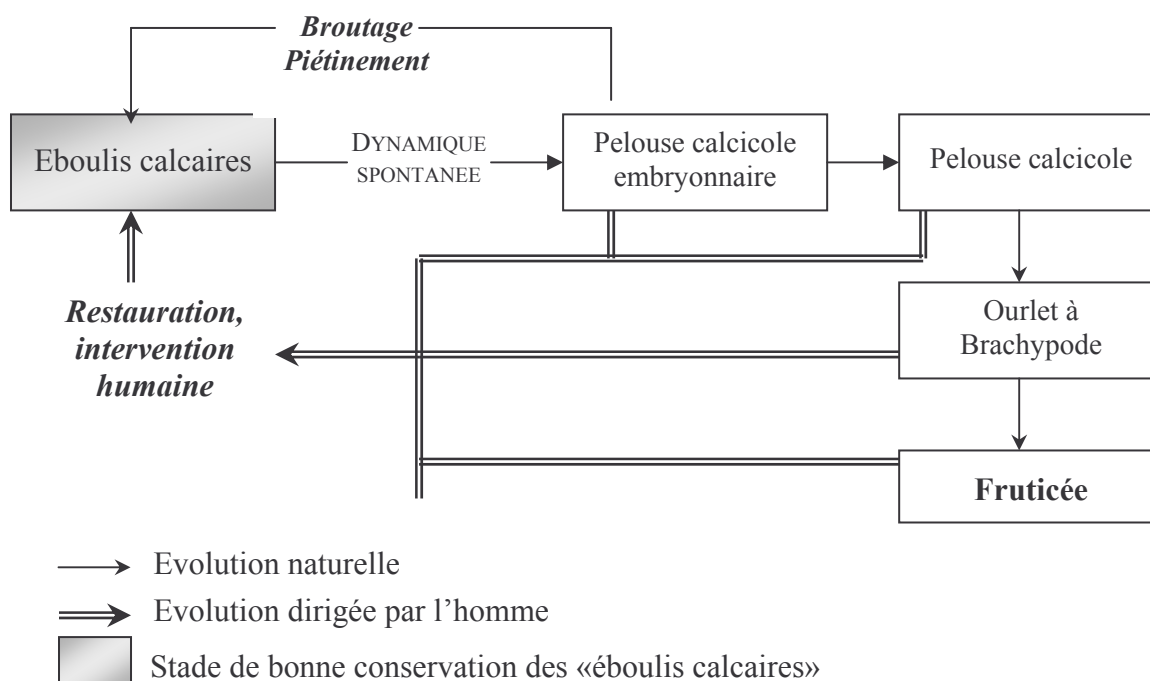 Broutage
Piétinement
Eboulis calcaires
DYNAMIQUE
SPONTANEE
Pelouse calcicole
embryonnaire
Pelouse calcicole
Restauration,
intervention
humaine
Ourlet à
Brachypode
Fruticée
Evolution naturelle
Evolution dirigée par l’homme
Stade de bonne conservation des «éboulis calcaires»